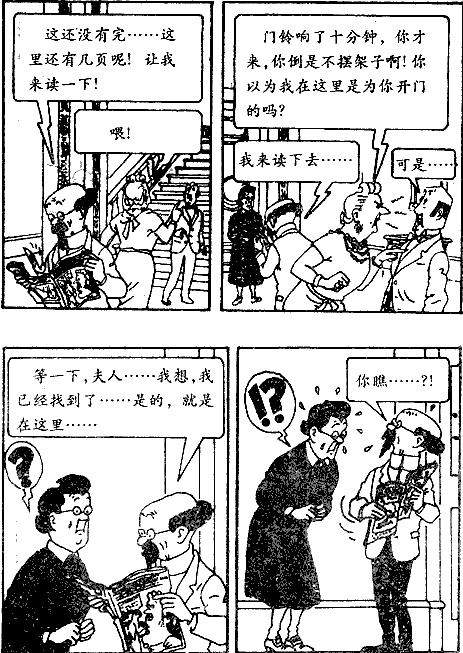 这还没有完……这
里还有几页呢！让我
来读一下！
喂！
门铃响了十分钟，你才
来，你倒是不摆架子啊！你
以为我在这里是为你开门
的吗？
我来读下去……
可是……
等一下，夫人……我想，我
已经找到了……是的，就是
在这里……
?
!?
你瞧……?!